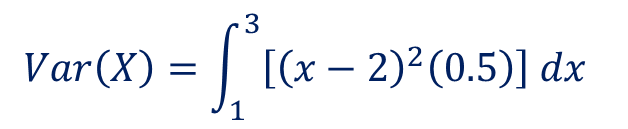 Var(X) = ∫₁³ [(x − 2)²(0.5)] dx